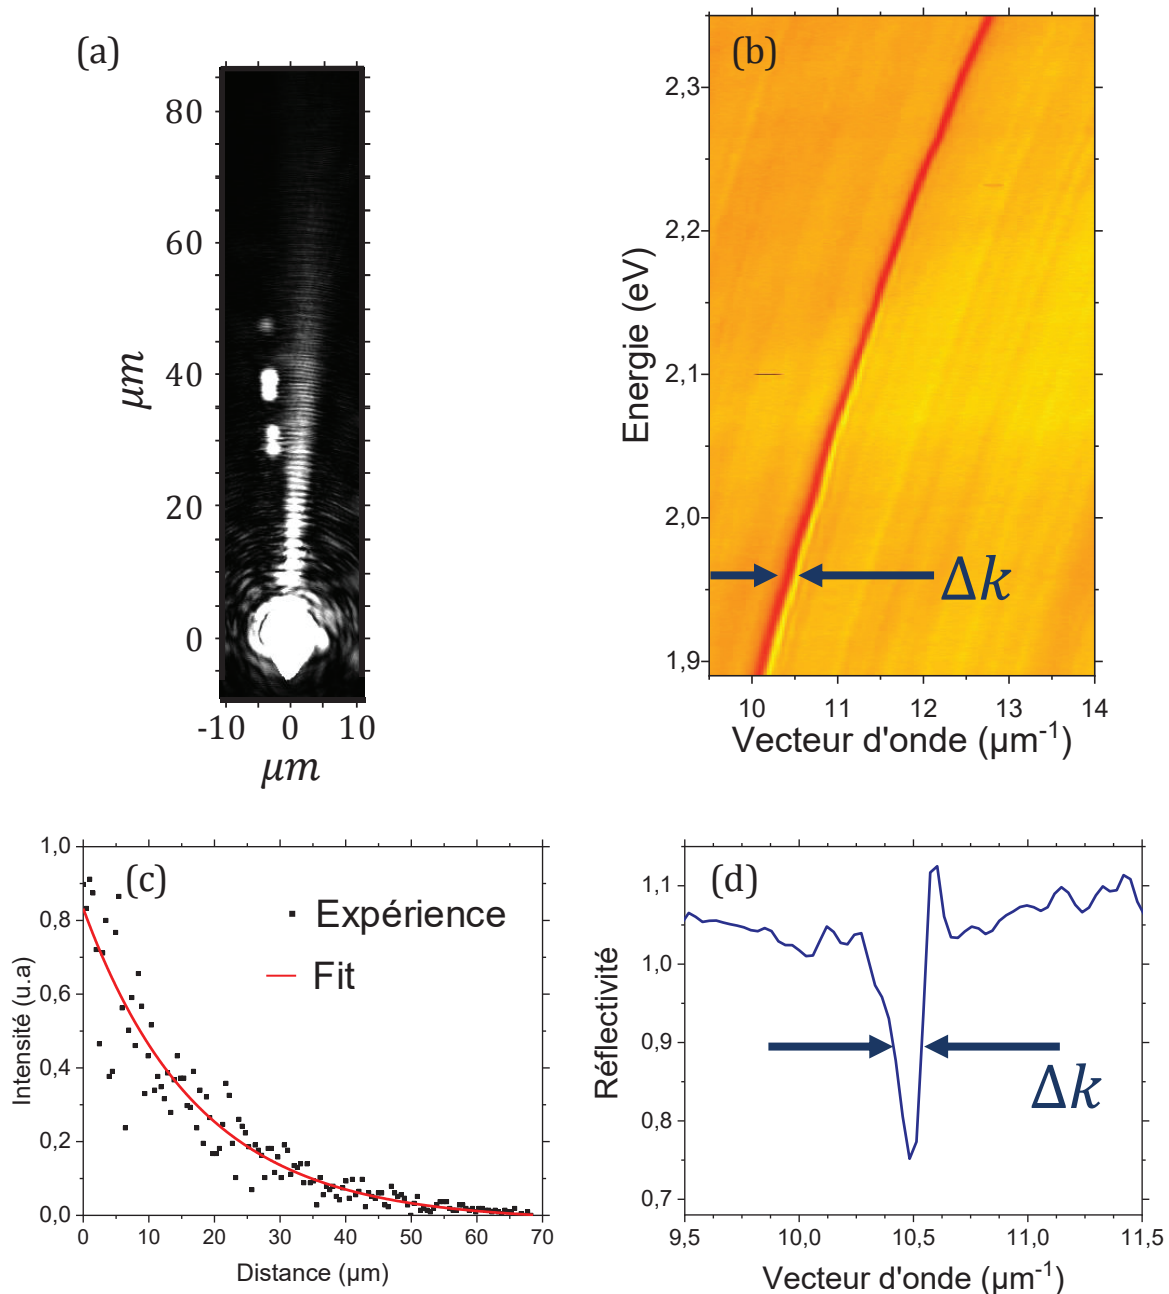 (a)
80
60
40
20
0
µm
-10 0 10
µm
(b)
2,3
2,2
2,1
2,0
1,9
Energie (eV)
Δk
10 11 12 13 14
Vecteur d'onde (µm-1)
(c)
1,0
0,8
0,6
0,4
0,2
0,0
Intensité (u.a)
Expérience
Fit
0 10 20 30 40 50 60 70
Distance (µm)
(d)
1,1
1,0
0,9
0,8
0,7
Réflectivité
Δk
9,5 10,0 10,5 11,0 11,5
Vecteur d'onde (µm-1)